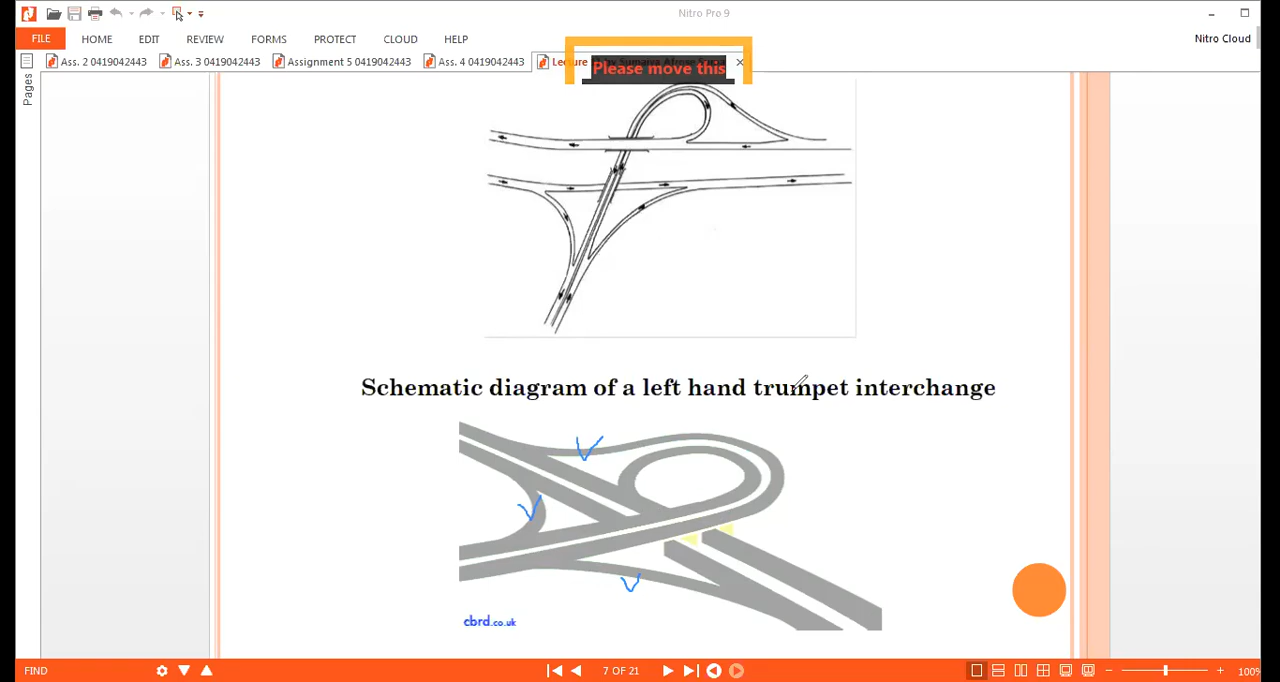 Nitro Pro 9
FILE HOME EDIT REVIEW FORMS PROTECT CLOUD HELP Nitro Cloud
Ass. 2 0419042443 Ass. 3 0419042443 Assignment 5 0419042443 Ass. 4 0419042443 Lecture
Please move this
Pages
Schematic diagram of a left hand trumpet interchange
cbrd.co.uk
FIND 7 OF 21 100%